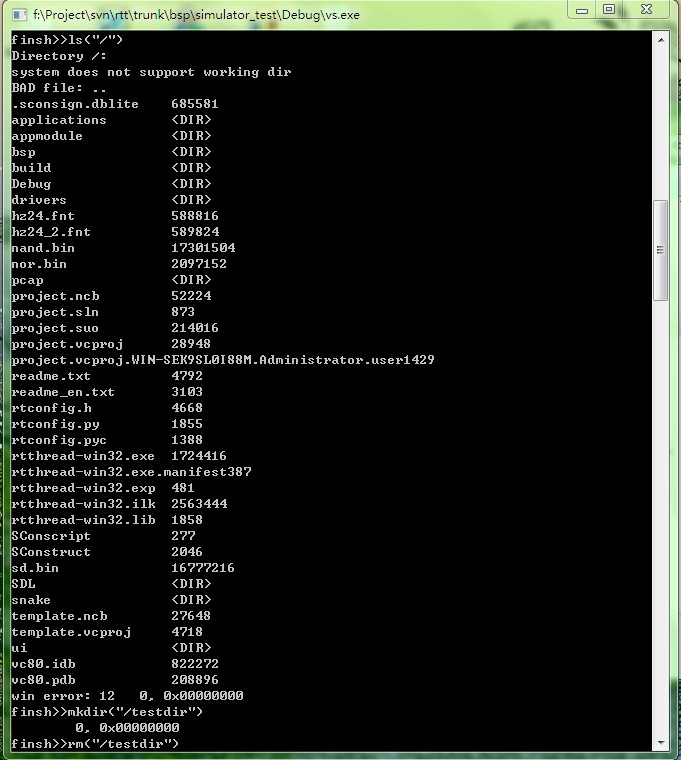 f:\Project\svn\rtt\trunk\bsp\simulator_test\Debug\vs.exe
finsh>>ls("/")
Directory /:
system does not support working dir
BAD file: ..
.sconsign.dblite    685581
applications        <DIR>
appmodule           <DIR>
bsp                 <DIR>
build               <DIR>
Debug               <DIR>
drivers             <DIR>
hz24.fnt            588816
hz24_2.fnt          589824
nand.bin            17301504
nor.bin             2097152
pcap                <DIR>
project.ncb         52224
project.sln         873
project.suo         214016
project.vcproj      28948
project.vcproj.WIN-SEK9SL0I88M.Administrator.user1429
readme.txt          4792
readme_en.txt       3103
rtconfig.h          4668
rtconfig.py         1855
rtconfig.pyc        1388
rtthread-win32.exe  1724416
rtthread-win32.exe.manifest387
rtthread-win32.exp  481
rtthread-win32.ilk  2563444
rtthread-win32.lib  1858
SConscript          277
SConstruct          2046
sd.bin              16777216
SDL                 <DIR>
snake               <DIR>
template.ncb        27648
template.vcproj     4718
ui                  <DIR>
vc80.idb            822272
vc80.pdb            208896
win error: 12   0, 0x00000000
finsh>>mkdir("/testdir")
        0, 0x00000000
finsh>>rm("/testdir")